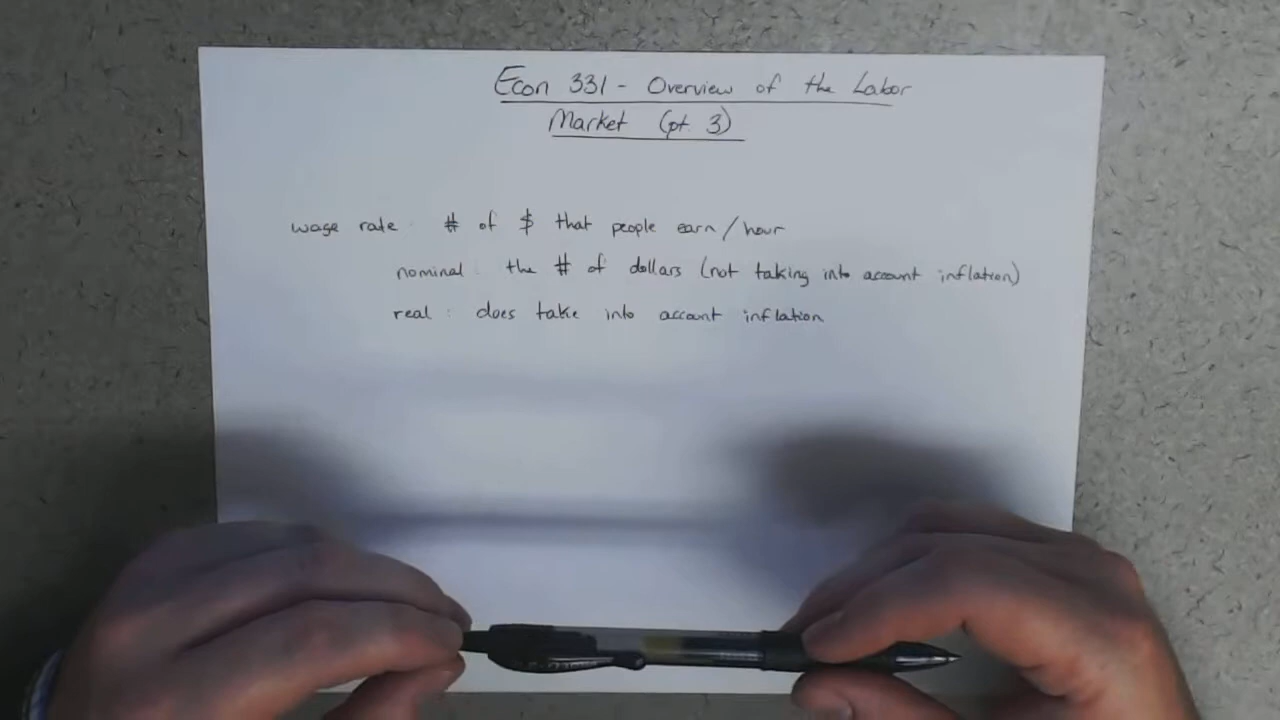 Econ 331 - Overview of the Labor
Market (pt. 3)
wage rate : # of $ that people earn/hour
nominal : the # of dollars (not taking into account inflation)
real : does take into account inflation